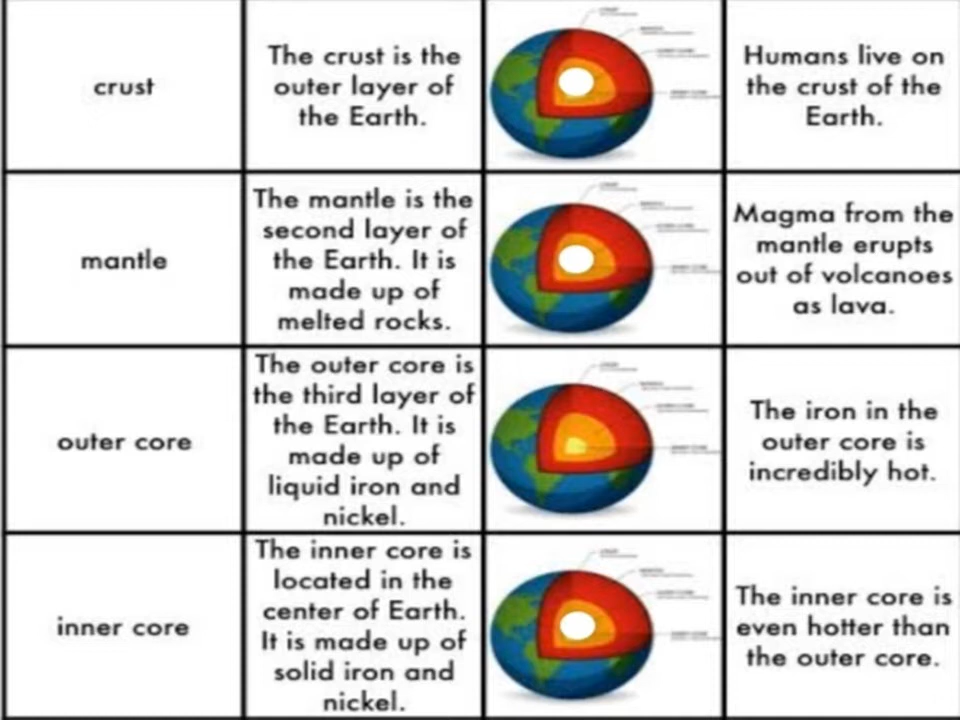 crust
The crust is the
outer layer of
the Earth.
Humans live on
the crust of the
Earth.
mantle
The mantle is the
second layer of
the Earth. It is
made up of
melted rocks.
Magma from the
mantle erupts
out of volcanoes
as lava.
outer core
The outer core is
the third layer of
the Earth. It is
made up of
liquid iron and
nickel.
The iron in the
outer core is
incredibly hot.
inner core
The inner core is
located in the
center of Earth.
It is made up of
solid iron and
nickel.
The inner core is
even hotter than
the outer core.